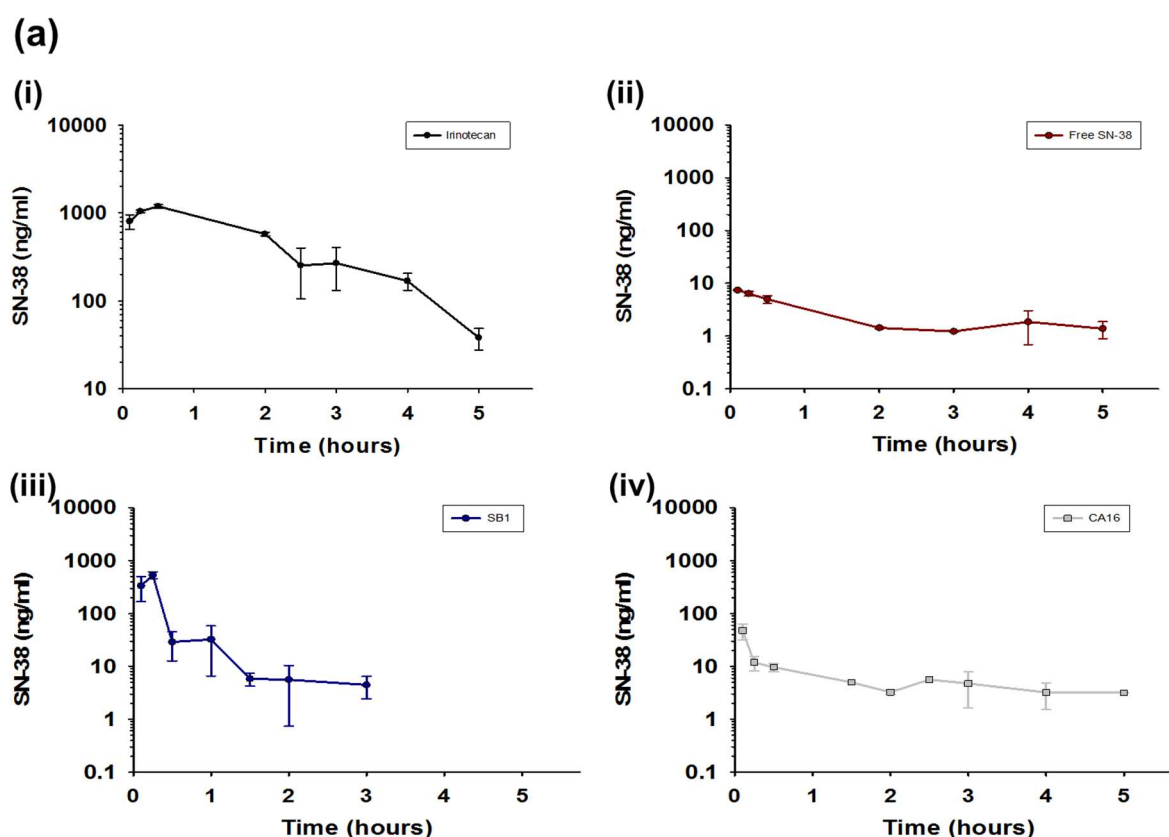 (a)
(i)
10000
1000
100
10
SN-38 (ng/ml)
Irinotecan
0 1 2 3 4 5
Time (hours)
(ii)
10000
1000
100
10
1
0.1
SN-38 (ng/ml)
Free SN-38
0 1 2 3 4 5
Time (hours)
(iii)
10000
1000
100
10
1
0.1
SN-38 (ng/ml)
SB1
0 1 2 3 4 5
Time (hours)
(iv)
10000
1000
100
10
1
0.1
SN-38 (ng/ml)
CA16
0 1 2 3 4 5
Time (hours)